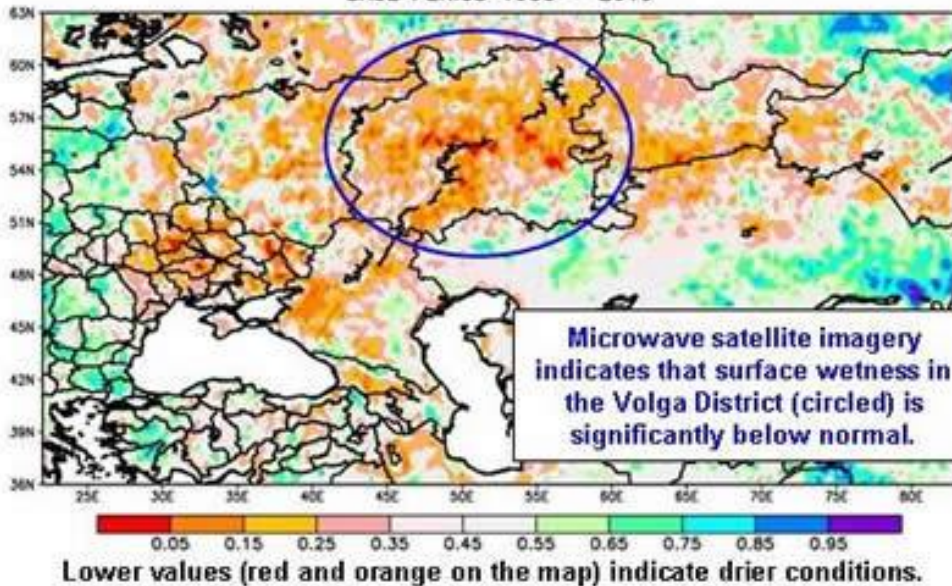 63N
60N
57N
54N
51N
48N
45N
42N
39N
36N
25E 30E 35E 40E 45E 50E 55E 60E 65E 70E 75E 80E
Microwave satellite imagery
indicates that surface wetness in
the Volga District (circled) is
significantly below normal.
0.05 0.15 0.25 0.35 0.45 0.55 0.65 0.75 0.85 0.95
Lower values (red and orange on the map) indicate drier conditions.